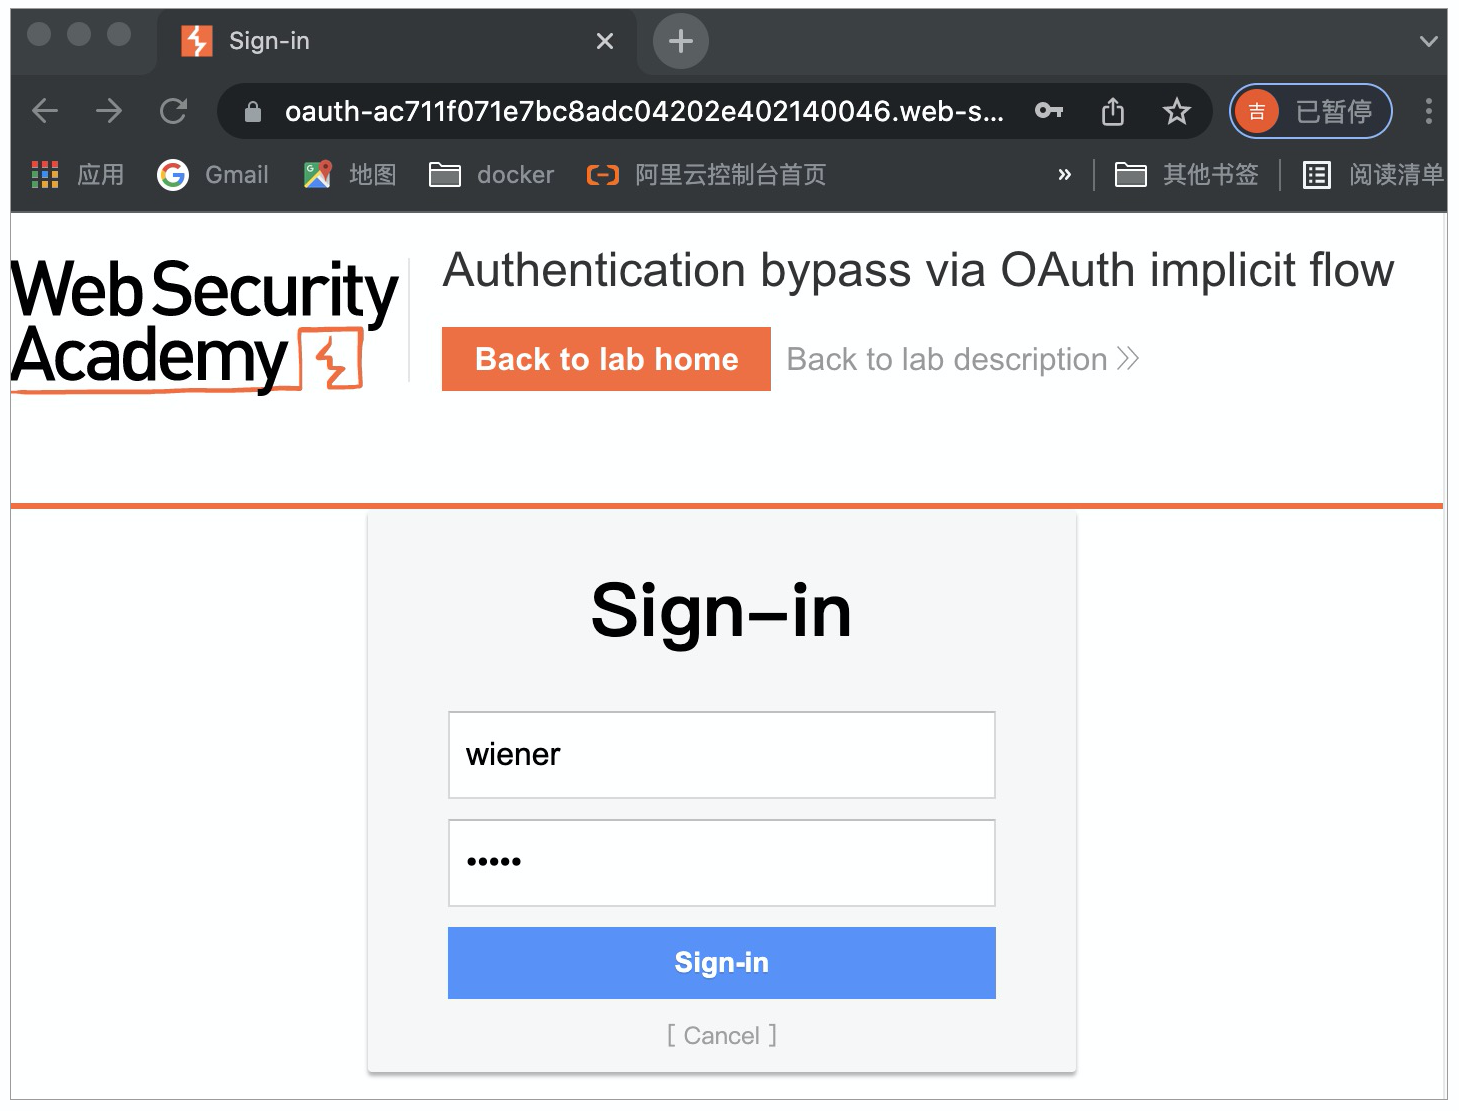 Sign-in
oauth-ac711f071e7bc8adc04202e402140046.web-s...
吉 已暂停
应用 Gmail 地图 docker 阿里云控制台首页 » 其他书签 阅读清单
Web Security
Academy
Authentication bypass via OAuth implicit flow
Back to lab home Back to lab description
Sign-in
wiener
•••••
Sign-in
[ Cancel ]